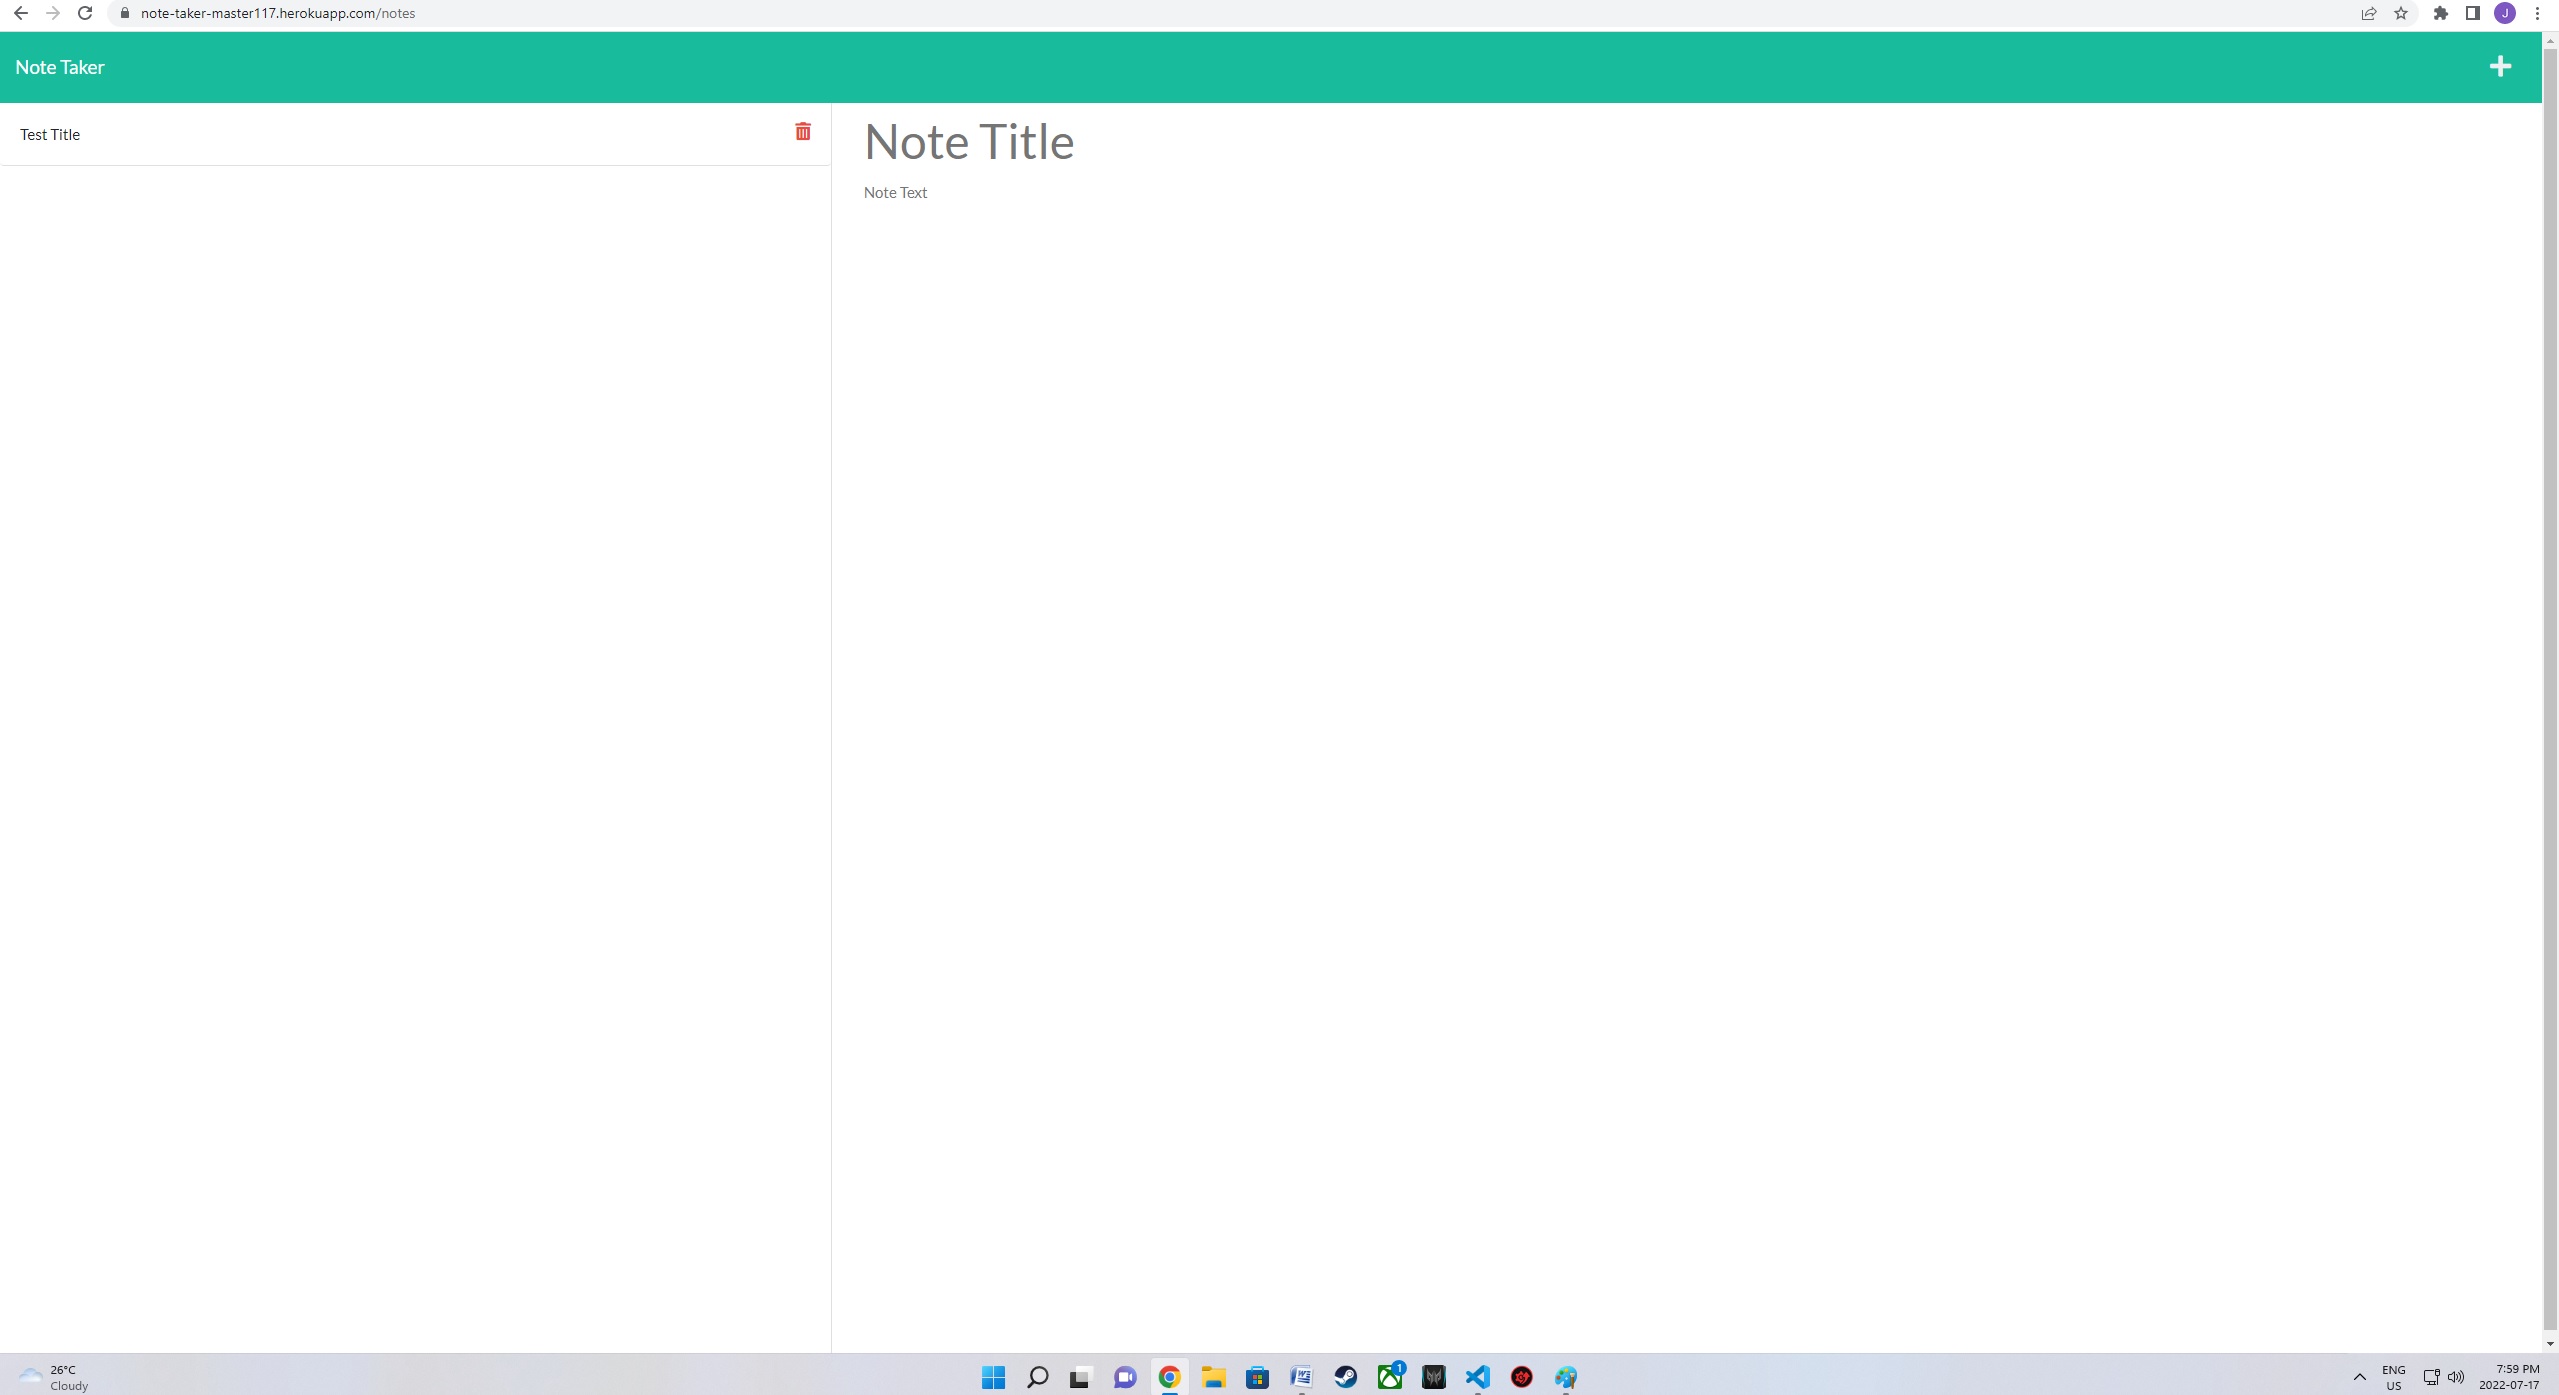 note-taker-master117.herokuapp.com/notes
J
Note Taker
Test Title
Note Title
Note Text
26°C
Cloudy
1
ENG
US
7:59 PM
2022-07-17